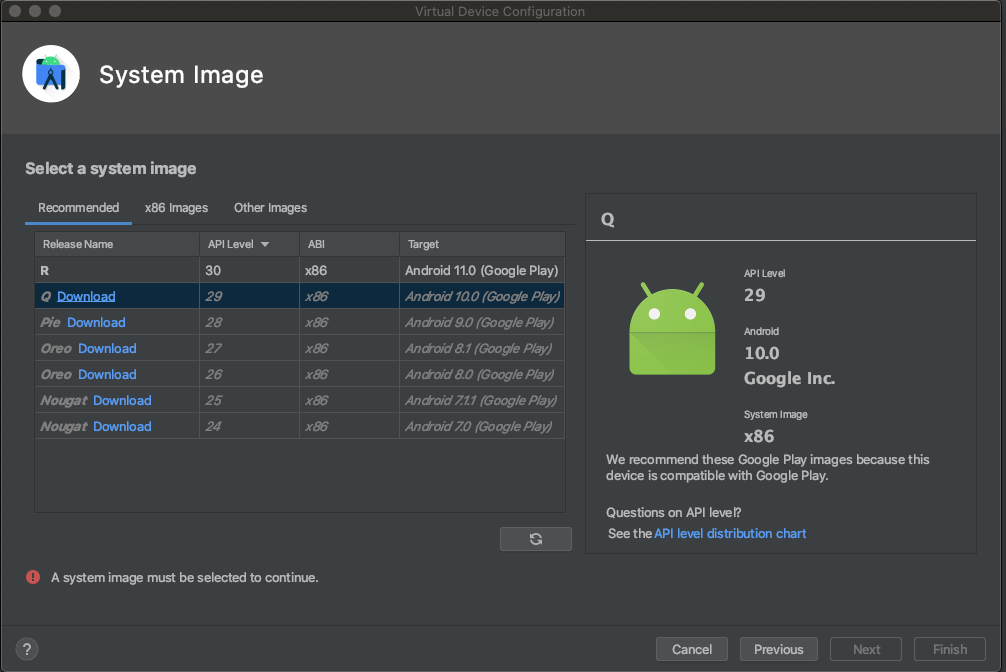 Virtual Device Configuration
System Image
Select a system image
Recommended x86 Images Other Images
Release Name API Level ABI Target
R 30 x86 Android 11.0 (Google Play)
Q Download 29 x86 Android 10.0 (Google Play)
Pie Download 28 x86 Android 9.0 (Google Play)
Oreo Download 27 x86 Android 8.1 (Google Play)
Oreo Download 26 x86 Android 8.0 (Google Play)
Nougat Download 25 x86 Android 7.1.1 (Google Play)
Nougat Download 24 x86 Android 7.0 (Google Play)
Q
API Level
29
Android
10.0
Google Inc.
System Image
x86
We recommend these Google Play images because this
device is compatible with Google Play.
Questions on API level?
See the API level distribution chart
A system image must be selected to continue.
? Cancel Previous Next Finish